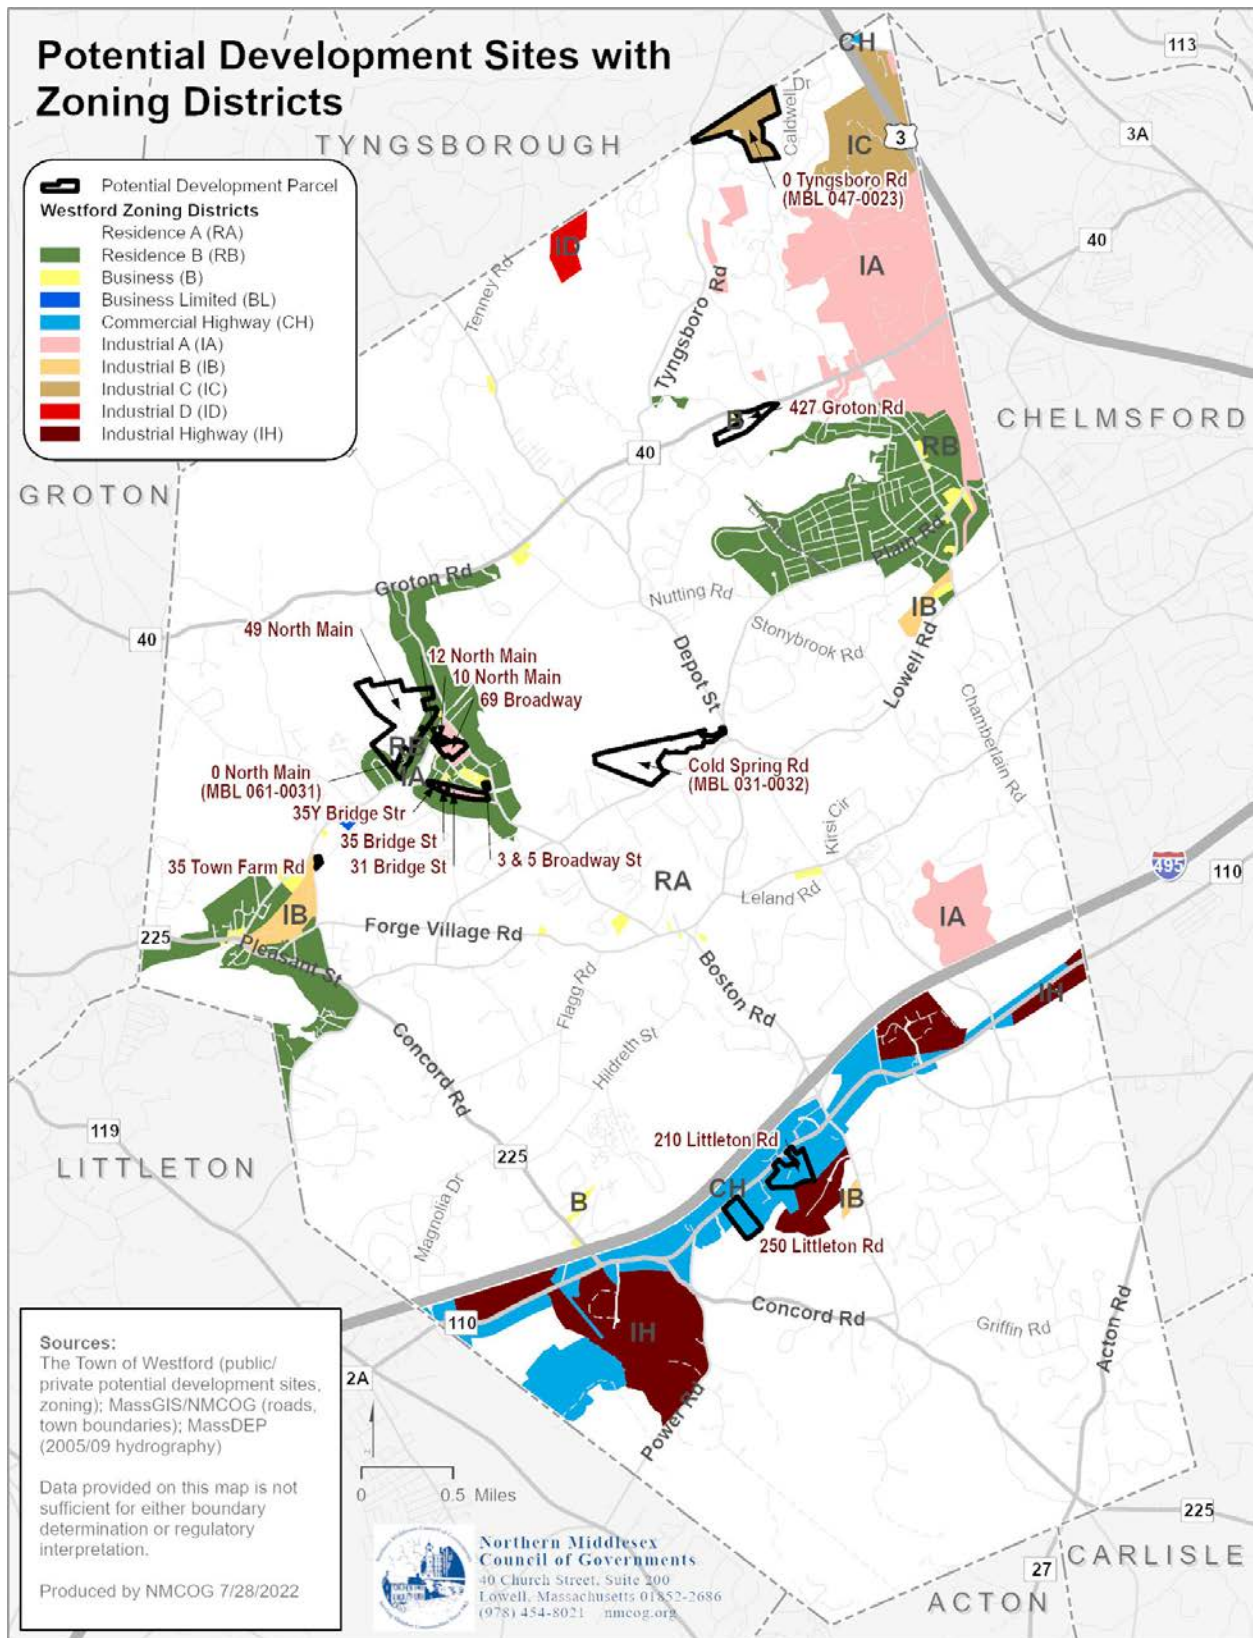 Potential Development Sites with
Zoning Districts
TYNGSBOROUGH
CH
113
Caldwell Dr
3A
IC
3
0 Tyngsboro Rd
(MBL 047-0023)
Potential Development Parcel
Westford Zoning Districts
Residence A (RA)
Residence B (RB)
Business (B)
Business Limited (BL)
Commercial Highway (CH)
Industrial A (IA)
Industrial B (IB)
Industrial C (IC)
Industrial D (ID)
Industrial Highway (IH)
ID
40
IA
Tenney Rd
Tyngsboro Rd
427 Groton Rd
B
CHELMSFORD
RB
40
GROTON
Plain Rd
Groton Rd
Nutting Rd
IB
Stonybrook Rd
40
49 North Main
12 North Main
10 North Main
69 Broadway
Depot St
Lowell Rd
Chamberlain Rd
RB
IA
0 North Main
(MBL 061-0031)
Cold Spring Rd
(MBL 031-0032)
35Y Bridge Str
35 Bridge St
31 Bridge St
3 & 5 Broadway St
Kirsi Cir
35 Town Farm Rd
RA
495
110
Leland Rd
IB
IA
225
Forge Village Rd
Pleasant St
Boston Rd
Flagg Rd
IH
Hildreth St
Concord Rd
119
LITTLETON
210 Littleton Rd
225
Magnolia Dr
B
CH
IB
250 Littleton Rd
Concord Rd
Griffin Rd
Acton Rd
110
IH
2A
Power Rd
Sources:
The Town of Westford (public/
private potential development sites,
zoning); MassGIS/NMCOG (roads,
town boundaries); MassDEP
(2005/09 hydrography)
Data provided on this map is not
sufficient for either boundary
determination or regulatory
interpretation.
Produced by NMCOG 7/28/2022
0 0.5 Miles
225
Northern Middlesex
Council of Governments
40 Church Street, Suite 200
Lowell, Massachusetts 01852-2686
(978) 454-8021 nmcog.org
27
CARLISLE
ACTON